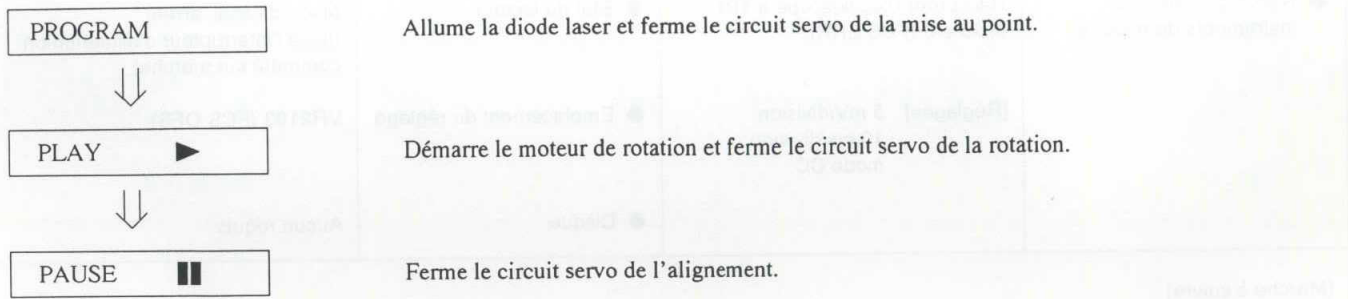 PROGRAM Allume la diode laser et ferme le circuit servo de la mise au point.
PLAY ▶ Démarre le moteur de rotation et ferme le circuit servo de la rotation.
PAUSE ▮▮ Ferme le circuit servo de l'alignement.